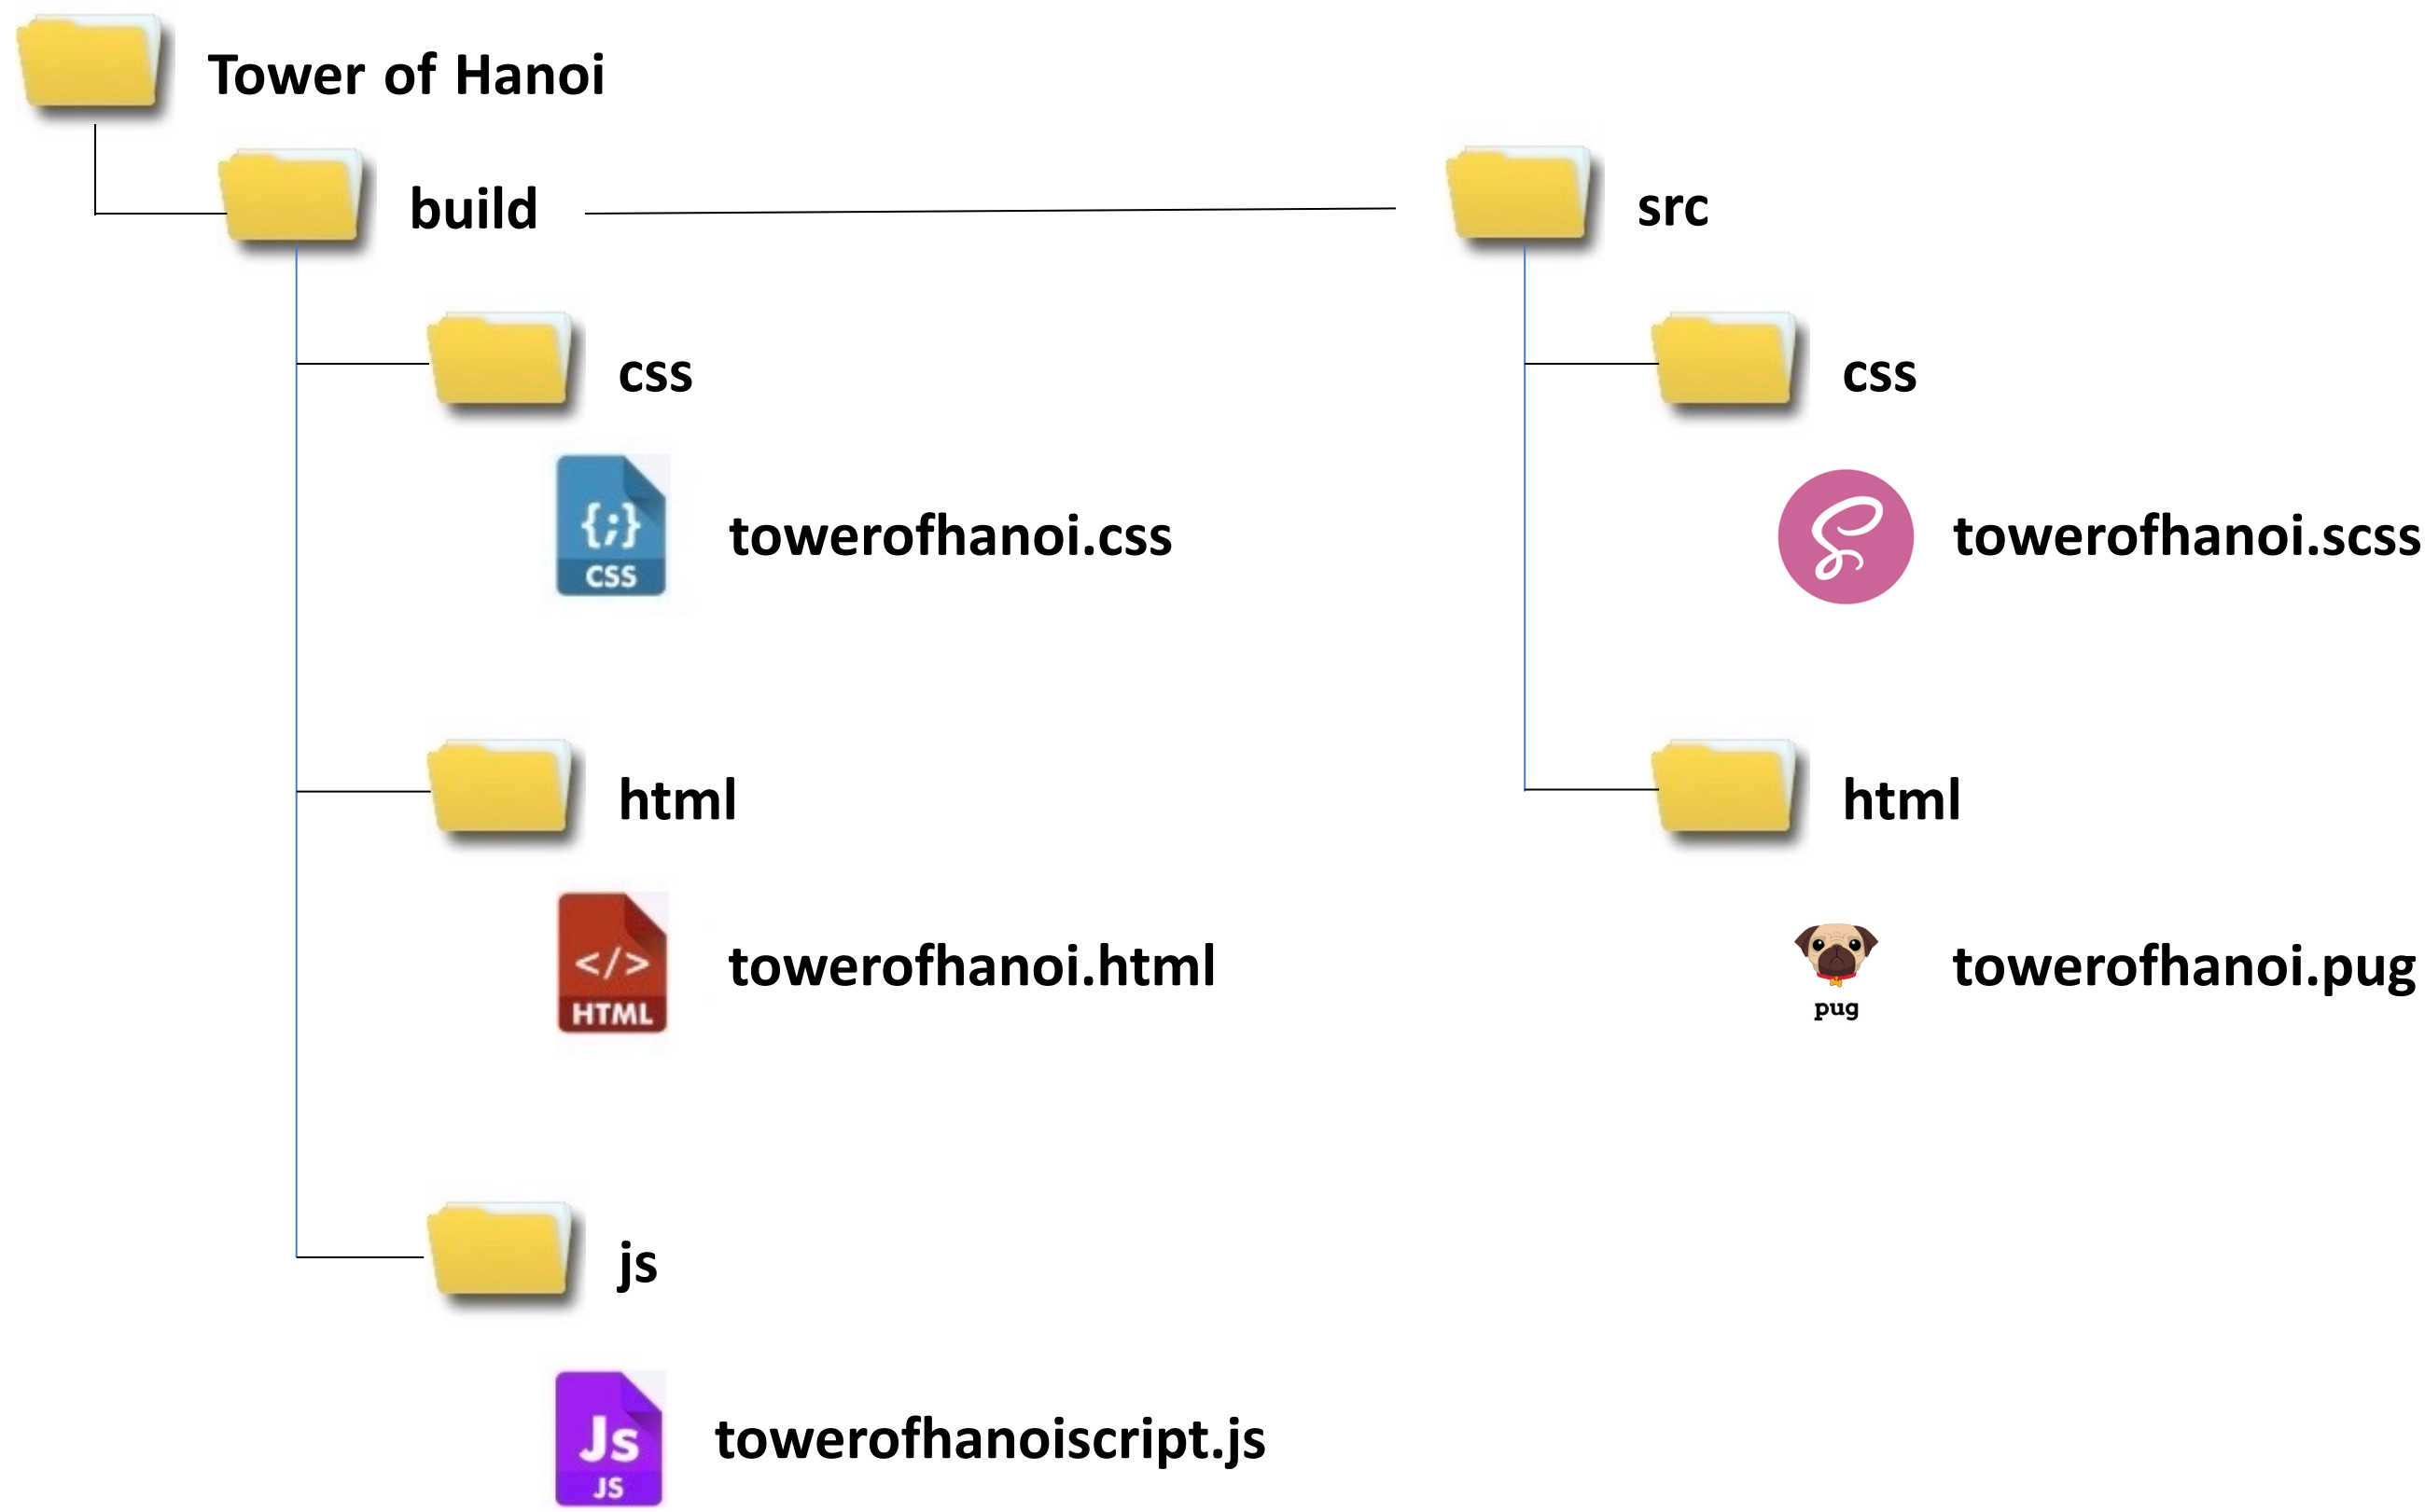 Tower of Hanoi
build
src
css
css
{;}
CSS
towerofhanoi.css
towerofhanoi.scss
html
html
</>
HTML
towerofhanoi.html
pug
towerofhanoi.pug
js
Js
JS
towerofhanoiscript.js